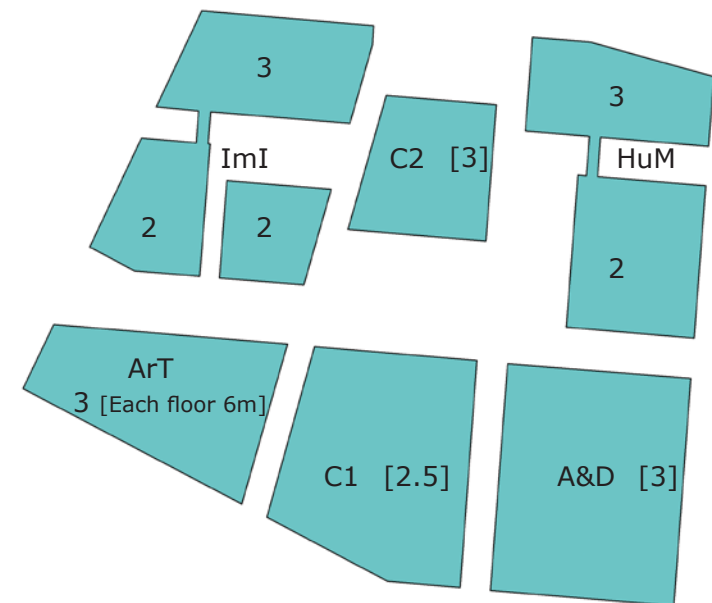 3
3
ImI
C2 [3]
HuM
2
2
2
ArT
3 [Each floor 6m]
C1 [2.5]
A&D [3]